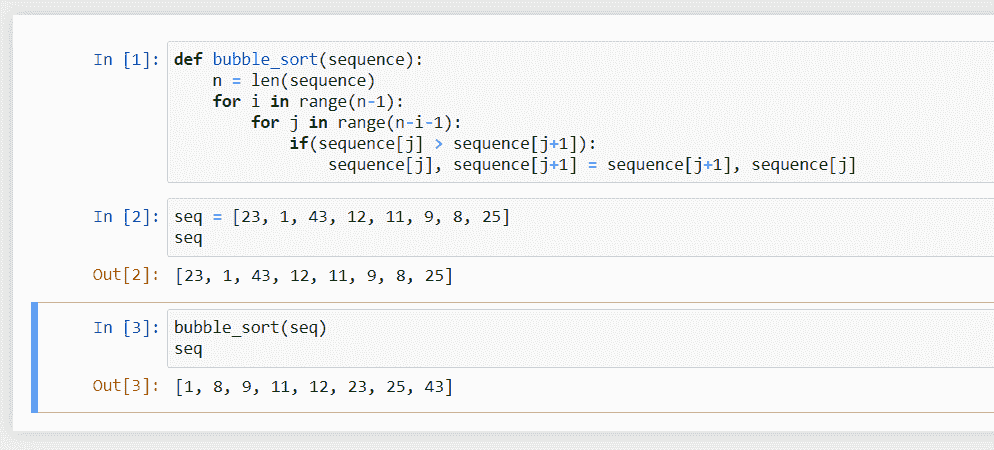 In [1]: def bubble_sort(sequence):
    n = len(sequence)
    for i in range(n-1):
        for j in range(n-i-1):
            if(sequence[j] > sequence[j+1]):
                sequence[j], sequence[j+1] = sequence[j+1], sequence[j]
In [2]: seq = [23, 1, 43, 12, 11, 9, 8, 25]
seq
Out[2]: [23, 1, 43, 12, 11, 9, 8, 25]
In [3]: bubble_sort(seq)
seq
Out[3]: [1, 8, 9, 11, 12, 23, 25, 43]